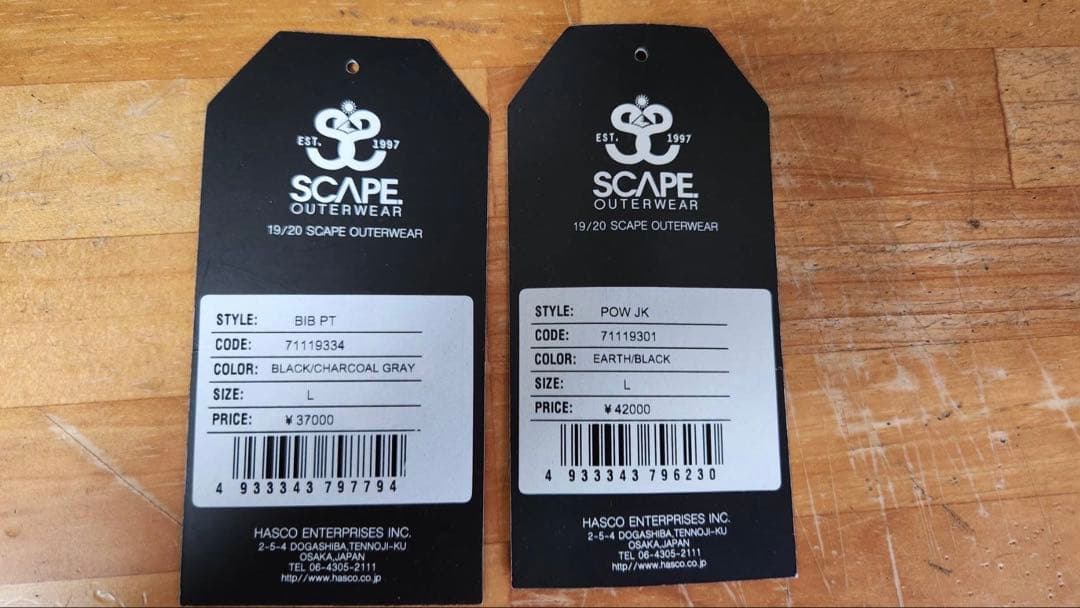 EST. 1997
SCAPE.
OUTERWEAR
19/20 SCAPE OUTERWEAR
STYLE: BIB PT
CODE: 71119334
COLOR: BLACK/CHARCOAL GRAY
SIZE: L
PRICE: ¥37000
4 933343 797794
HASCO ENTERPRISES INC.
2-5-4 DOGASHIBA,TENNOJI-KU
OSAKA,JAPAN
TEL 06-4305-2111
http//www.hasco.co.jp
EST. 1997
SCAPE.
OUTERWEAR
19/20 SCAPE OUTERWEAR
STYLE: POW JK
CODE: 71119301
COLOR: EARTH/BLACK
SIZE: L
PRICE: ¥42000
4 933343 796230
HASCO ENTERPRISES INC.
2-5-4 DOGASHIBA,TENNOJI-KU
OSAKA,JAPAN
TEL 06-4305-2111
http//www.hasco.co.jp